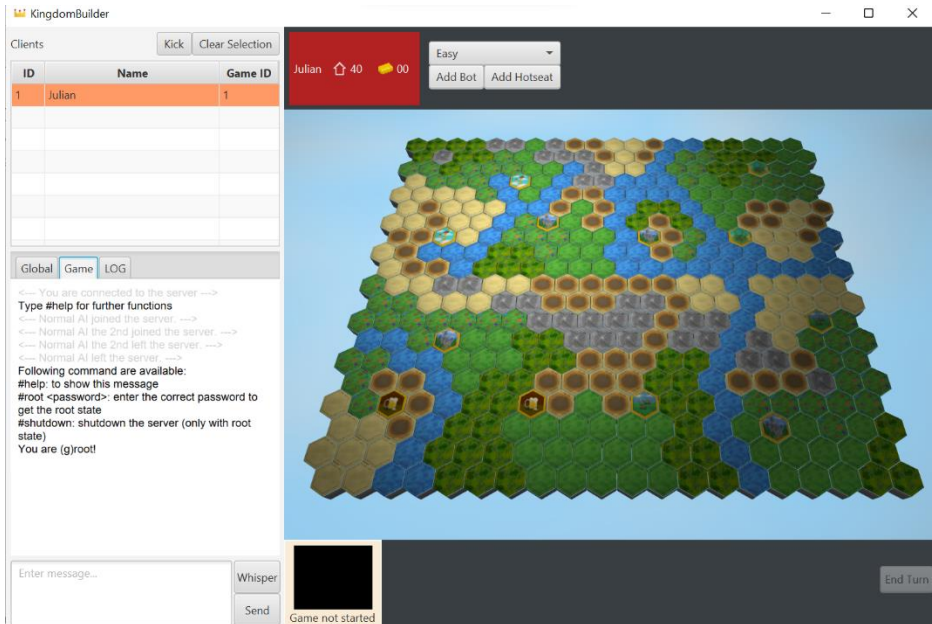 KingdomBuilder
Clients
Kick
Clear Selection
ID Name Game ID
1 Julian 1
Global Game LOG
<--- You are connected to the server --->
Type #help for further functions
<--- Normal AI joined the server. --->
<--- Normal AI the 2nd joined the server. --->
<--- Normal AI the 2nd left the server. --->
<--- Normal AI left the server. --->
Following command are available:
#help: to show this message
#root <password>: enter the correct password to
get the root state
#shutdown: shutdown the server (only with root
state)
You are (g)root!
Enter message...
Whisper
Send
Julian 40 00
Easy
Add Bot Add Hotseat
Game not started
End Turn